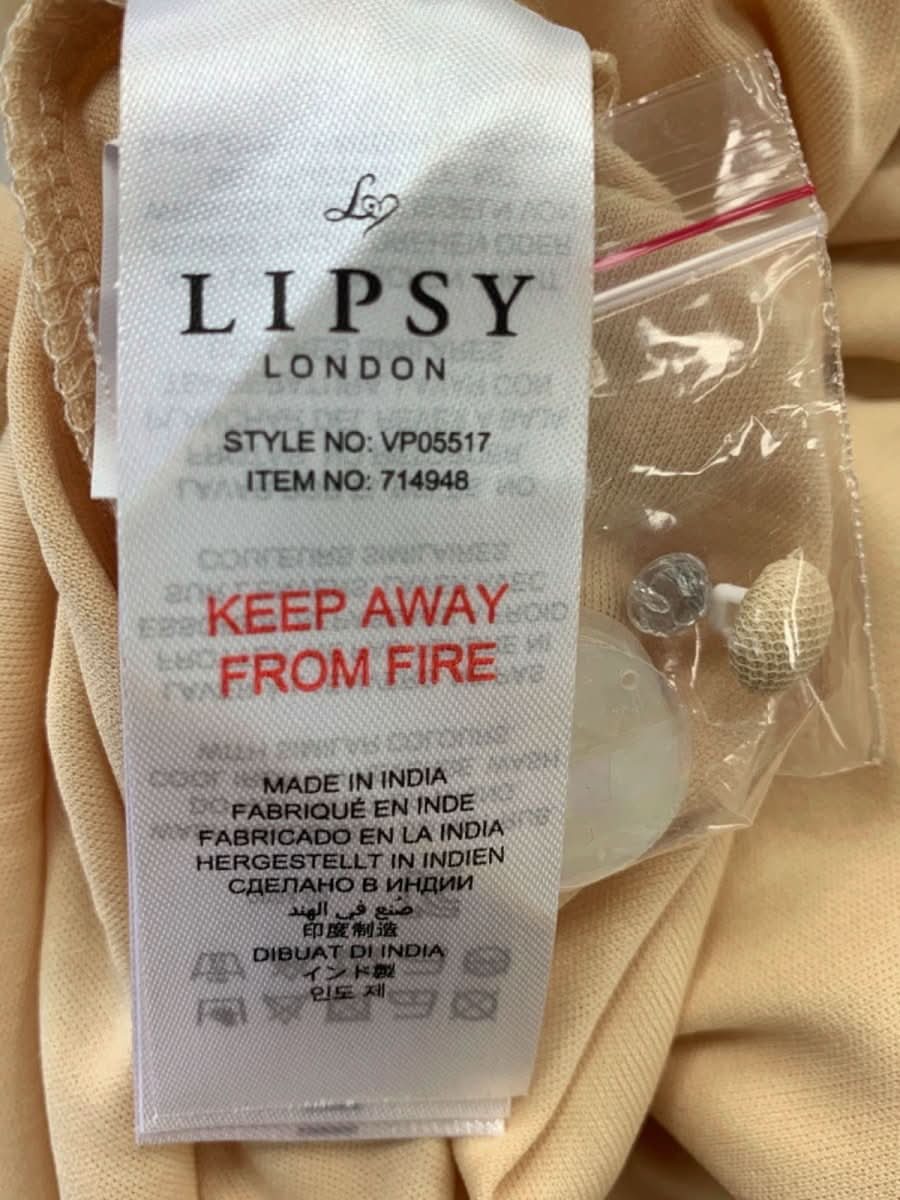 LIPSY
LONDON
STYLE NO: VP05517
ITEM NO: 714948
KEEP AWAY
FROM FIRE
MADE IN INDIA
FABRIQUÉ EN INDE
FABRICADO EN LA INDIA
HERGESTELLT IN INDIEN
СДЕЛАНО В ИНДИИ
صُنع في الهند
印度制造
DIBUAT DI INDIA
インド製
인도 제